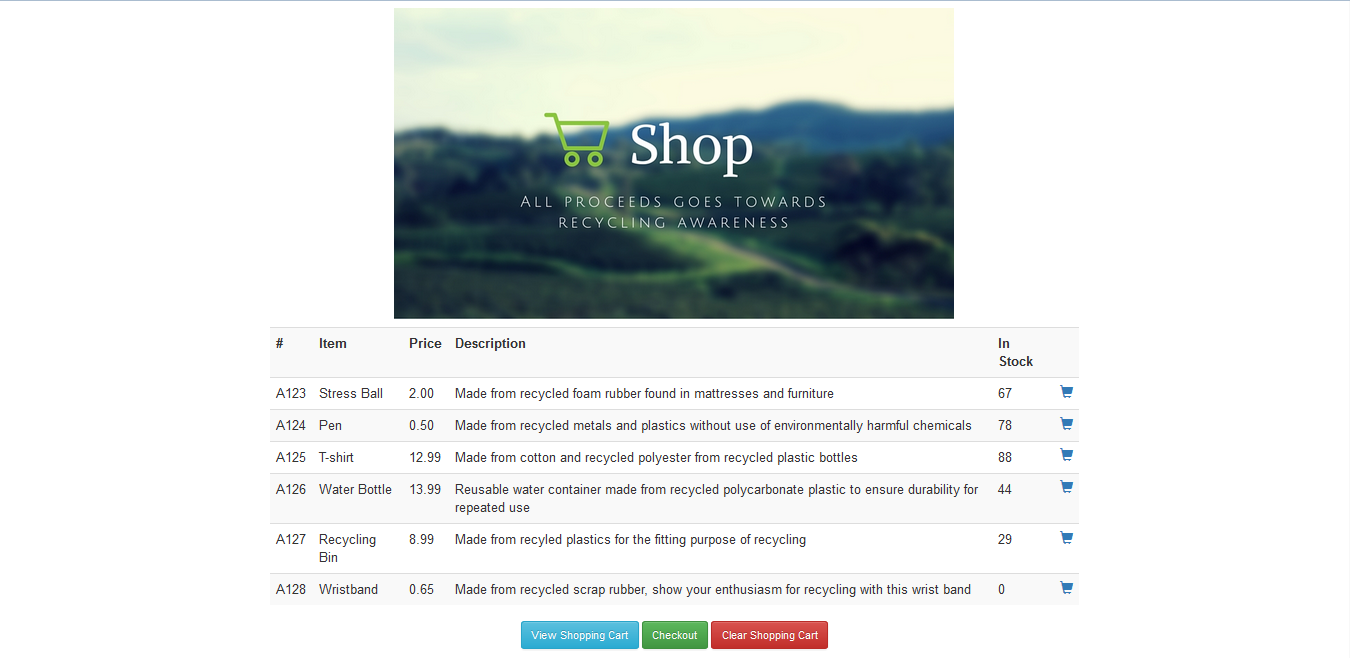 Shop
ALL PROCEEDS GOES TOWARDS
RECYCLING AWARENESS
# Item Price Description In
Stock
A123 Stress Ball 2.00 Made from recycled foam rubber found in mattresses and furniture 67
A124 Pen 0.50 Made from recycled metals and plastics without use of environmentally harmful chemicals 78
A125 T-shirt 12.99 Made from cotton and recycled polyester from recycled plastic bottles 88
A126 Water Bottle 13.99 Reusable water container made from recycled polycarbonate plastic to ensure durability for 44
repeated use
A127 Recycling 8.99 Made from recyled plastics for the fitting purpose of recycling 29
Bin
A128 Wristband 0.65 Made from recycled scrap rubber, show your enthusiasm for recycling with this wrist band 0
View Shopping Cart Checkout Clear Shopping Cart